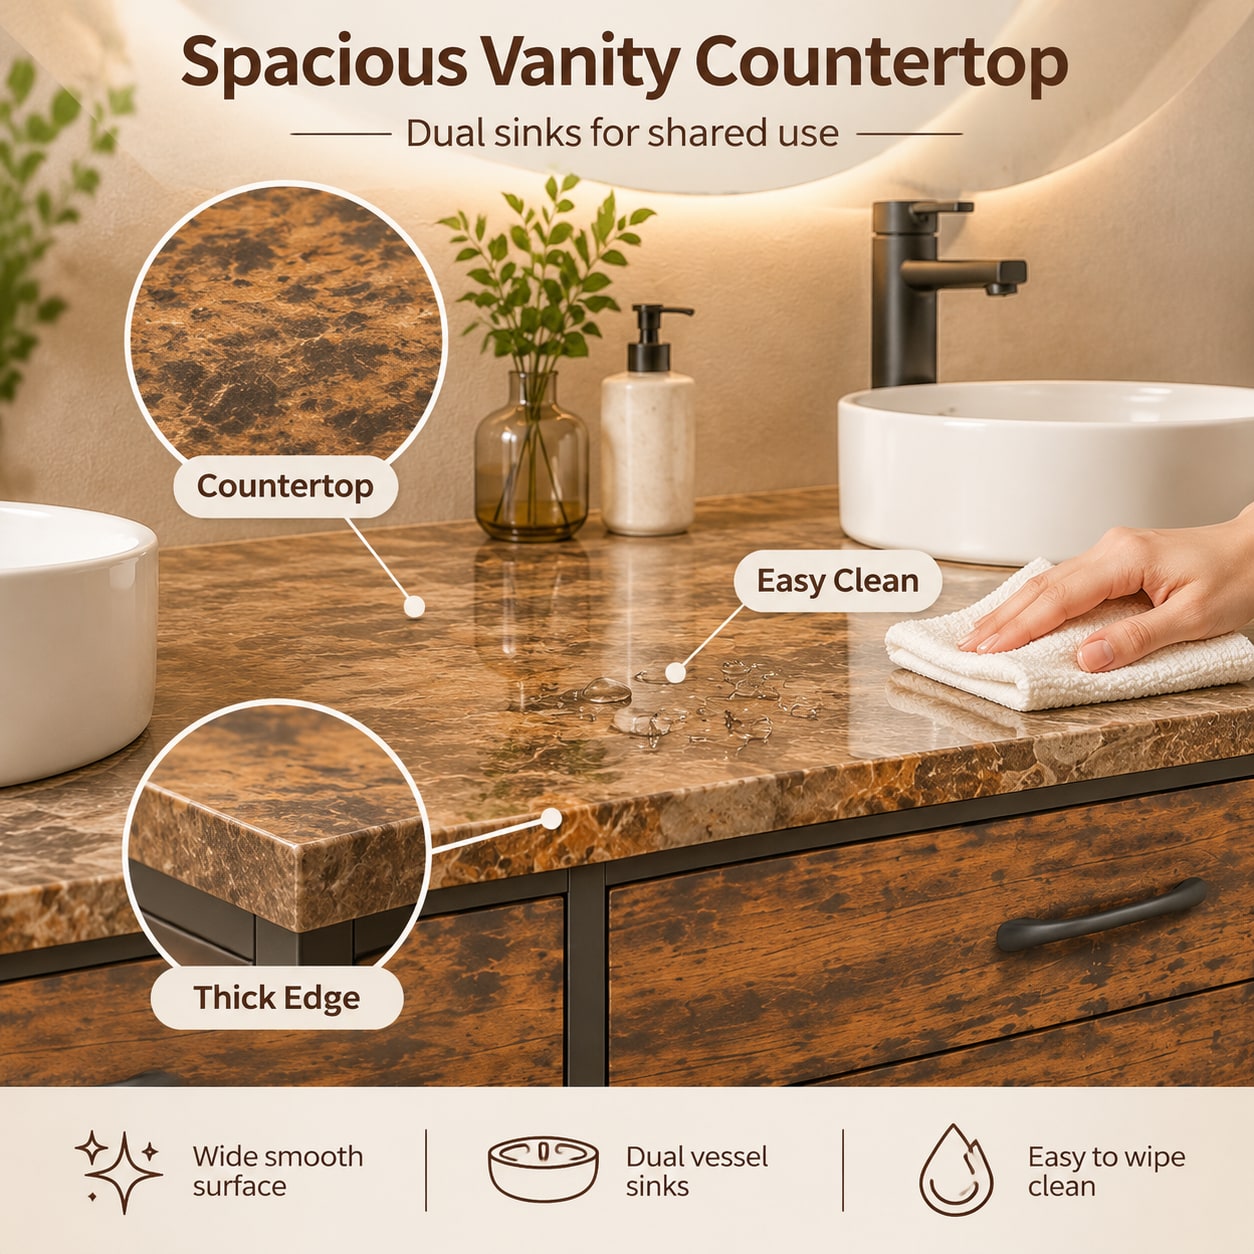 Spacious Vanity Countertop
Dual sinks for shared use
Countertop
Easy Clean
Thick Edge
Wide smooth
surface
Dual vessel
sinks
Easy to wipe
clean